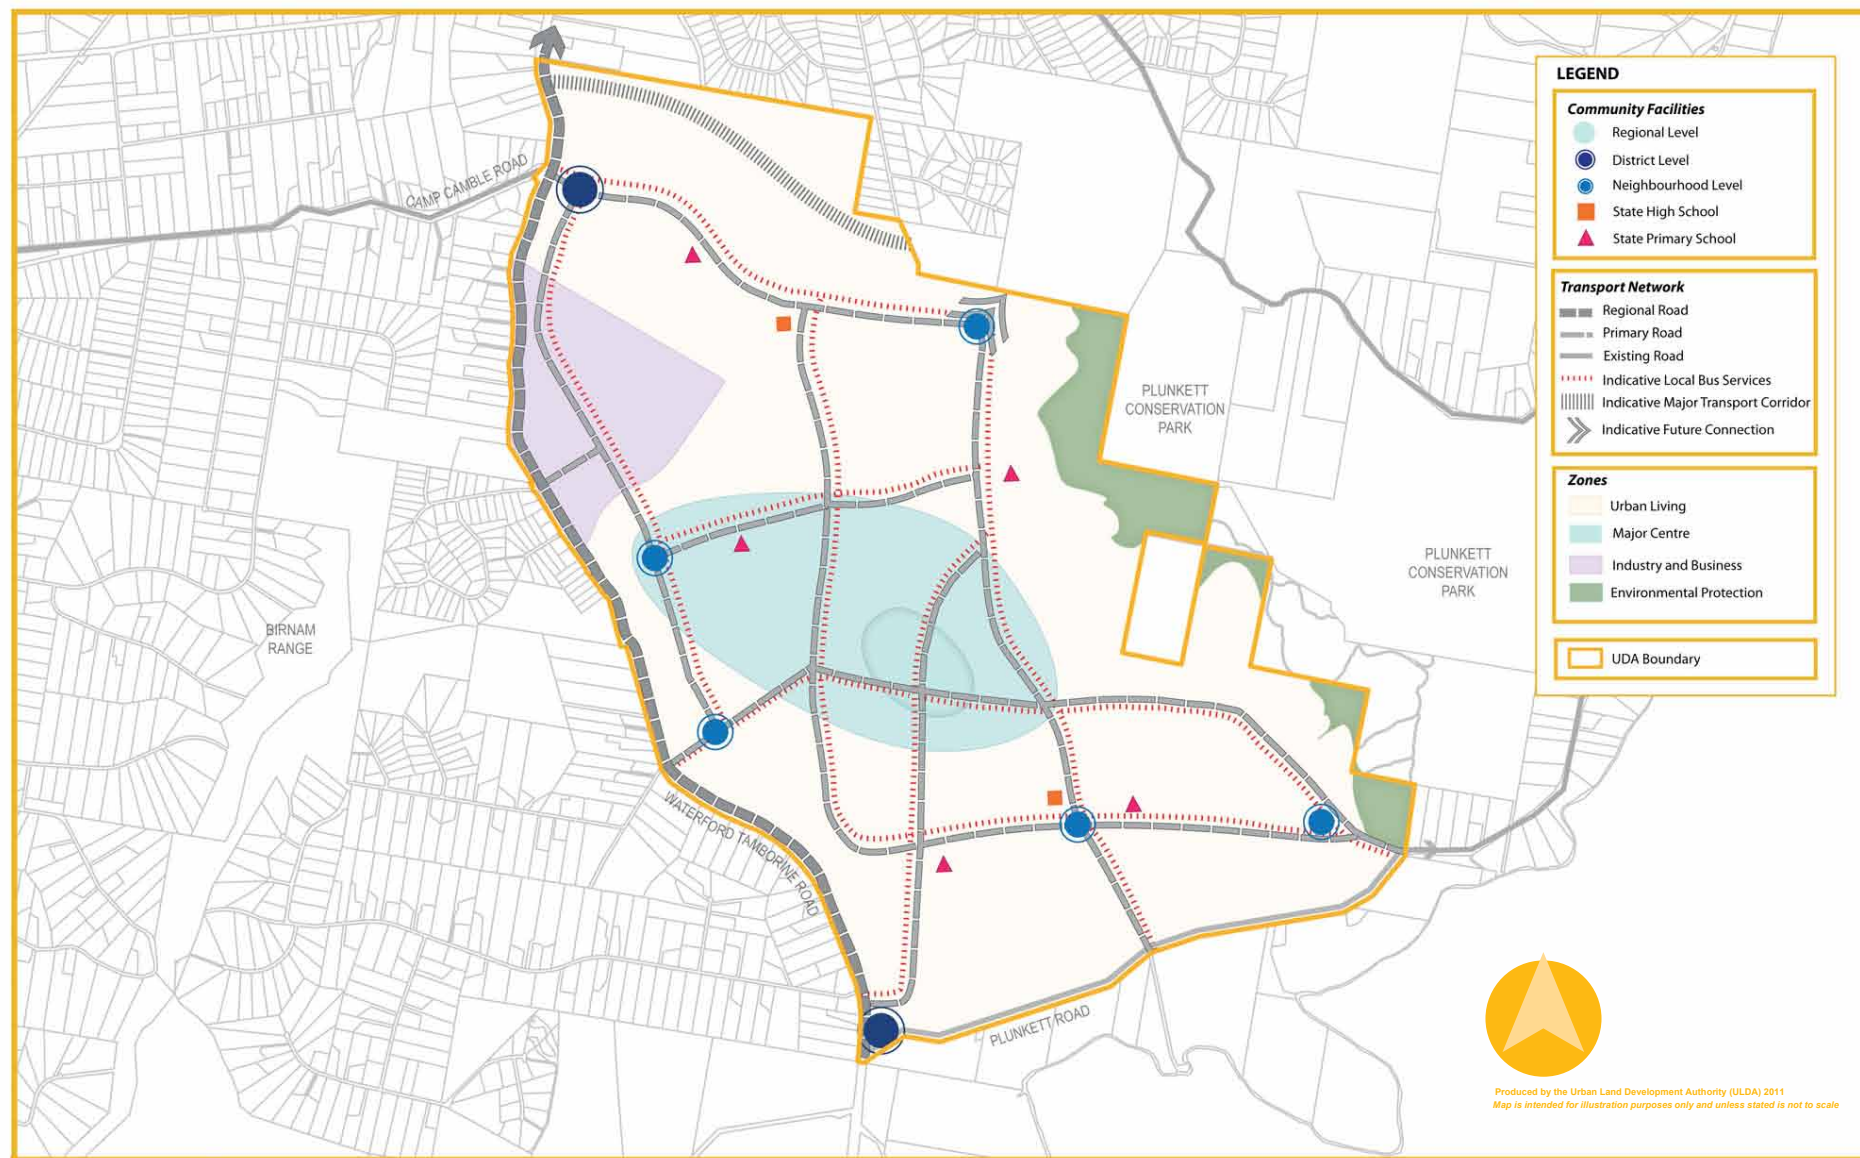 CAMP CAMBLE ROAD
PLUNKETT
CONSERVATION
PARK
PLUNKETT
CONSERVATION
PARK
BIRNAM
RANGE
WATERFORD TAMBORINE ROAD
PLUNKETT ROAD
LEGEND
Community Facilities
Regional Level
District Level
Neighbourhood Level
State High School
State Primary School
Transport Network
Regional Road
Primary Road
Existing Road
Indicative Local Bus Services
Indicative Major Transport Corridor
Indicative Future Connection
Zones
Urban Living
Major Centre
Industry and Business
Environmental Protection
UDA Boundary
Produced by the Urban Land Development Authority (ULDA) 2011
Map is intended for illustration purposes only and unless stated is not to scale